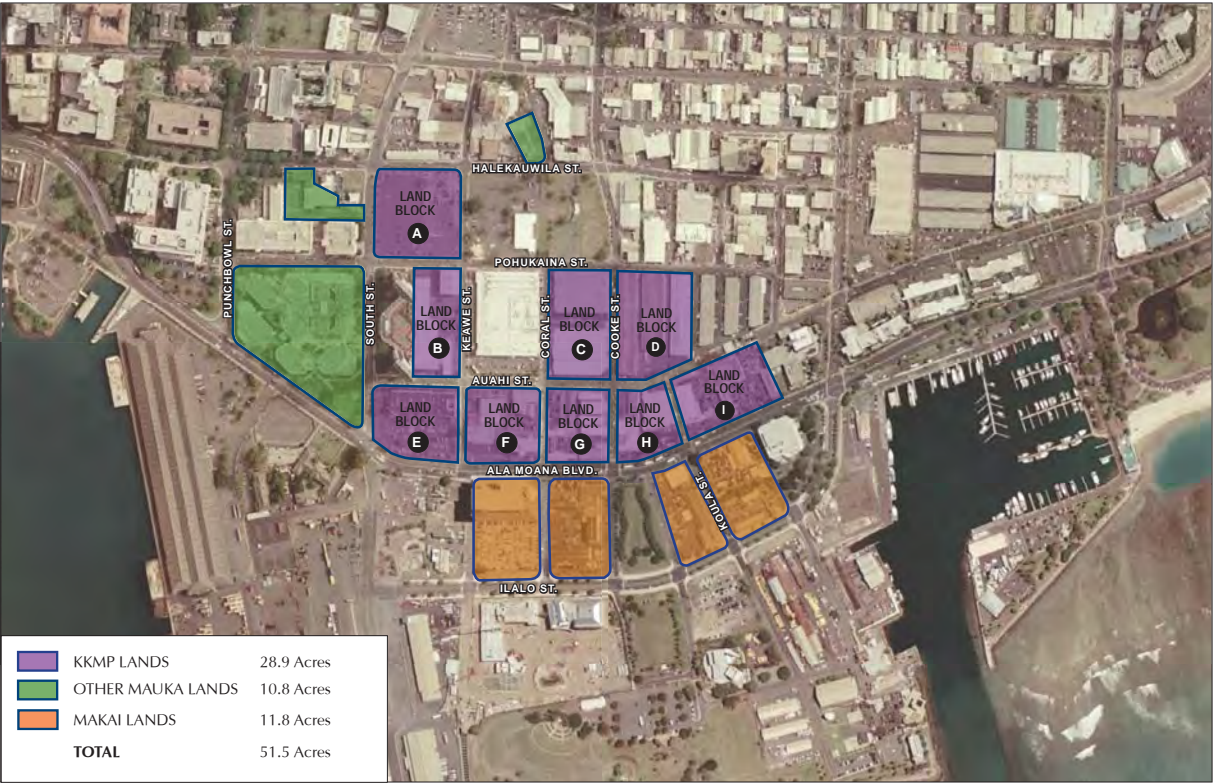 HALEKAUWILA ST.
LAND
BLOCK
A
PUNCHBOWL ST.
POHUKAINA ST.
SOUTH ST.
LAND
BLOCK
B
KEAWE ST.
CORAL ST.
LAND
BLOCK
C
COOKE ST.
LAND
BLOCK
D
AUAHI ST.
LAND
BLOCK
E
LAND
BLOCK
F
LAND
BLOCK
G
LAND
BLOCK
H
LAND
BLOCK
I
ALA MOANA BLVD.
KOULA ST.
ILALO ST.
KKMP LANDS 28.9 Acres
OTHER MAUKA LANDS 10.8 Acres
MAKAI LANDS 11.8 Acres
TOTAL 51.5 Acres